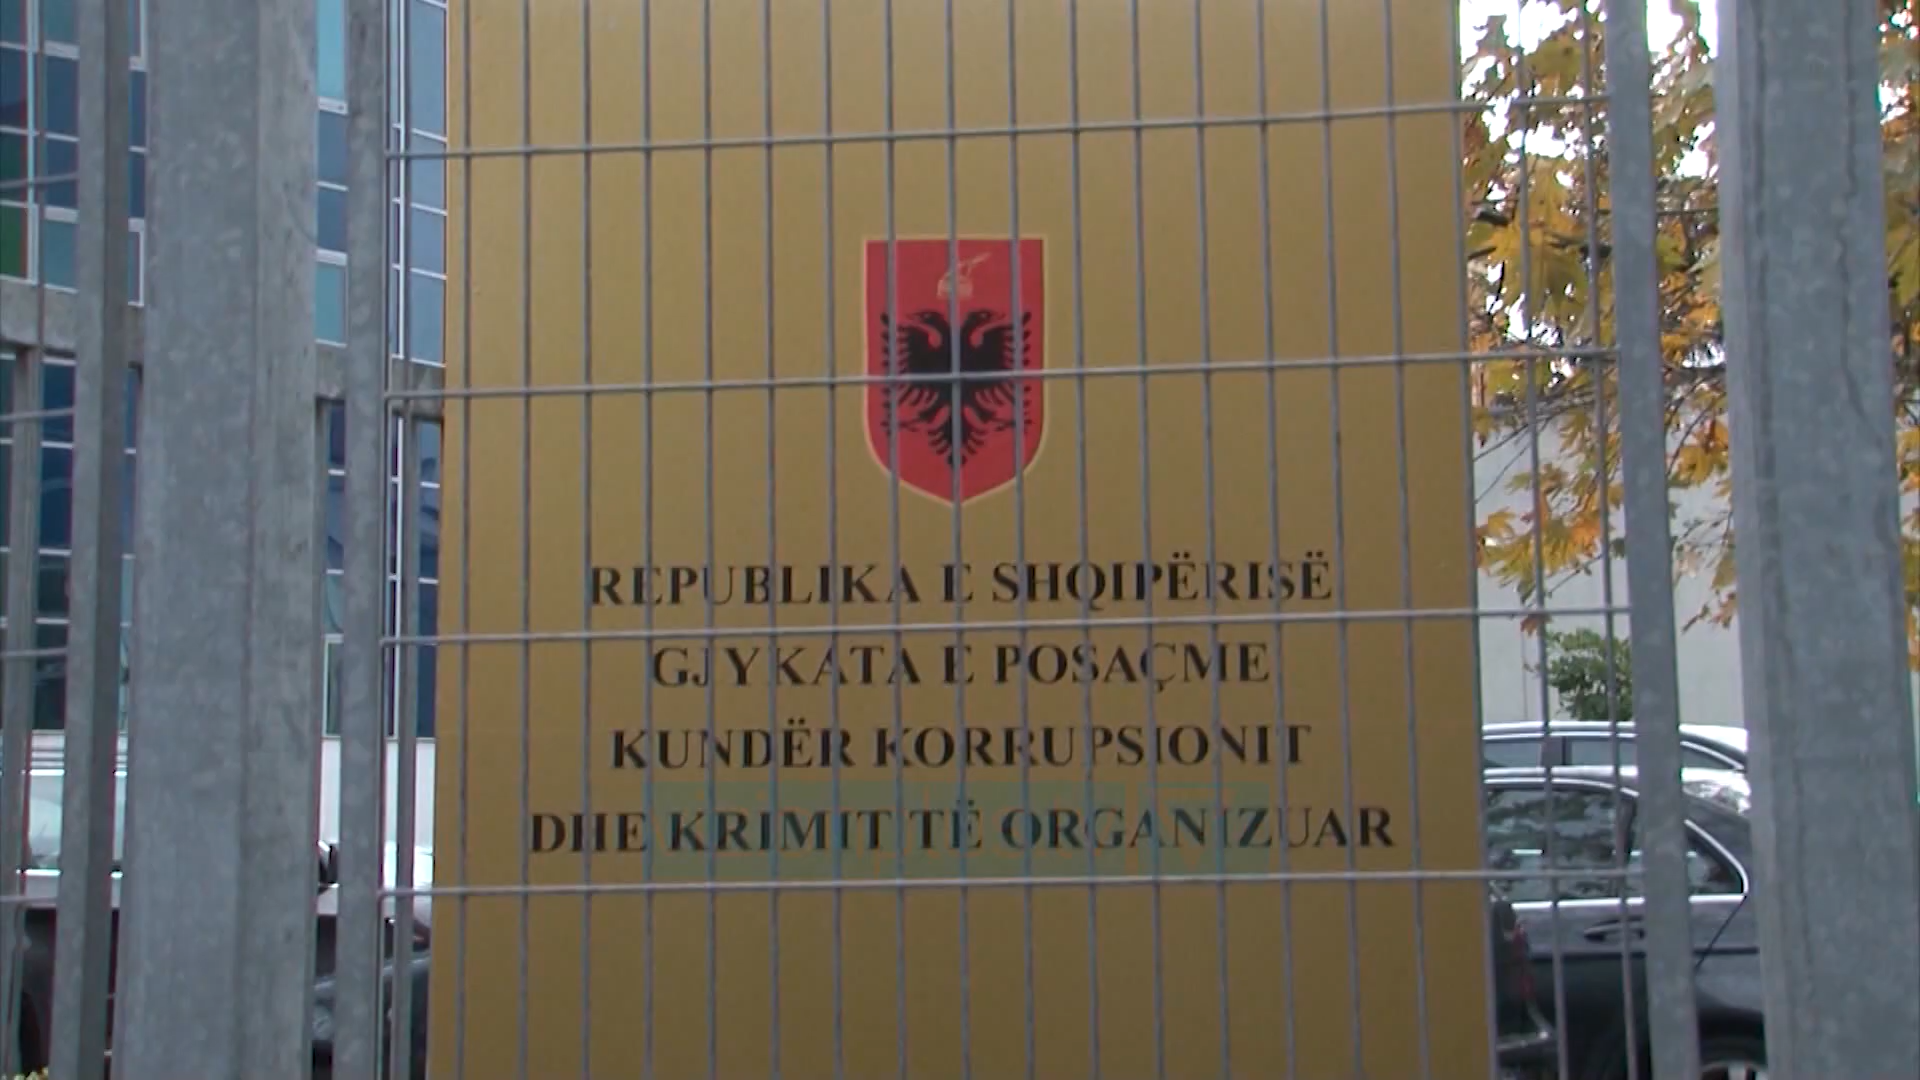 REPUBLIKA E SHQIPËRISË
GJYKATA E POSAÇME
KUNDËR KORRUPSIONIT
DHE KRIMIT TË ORGANIZUAR